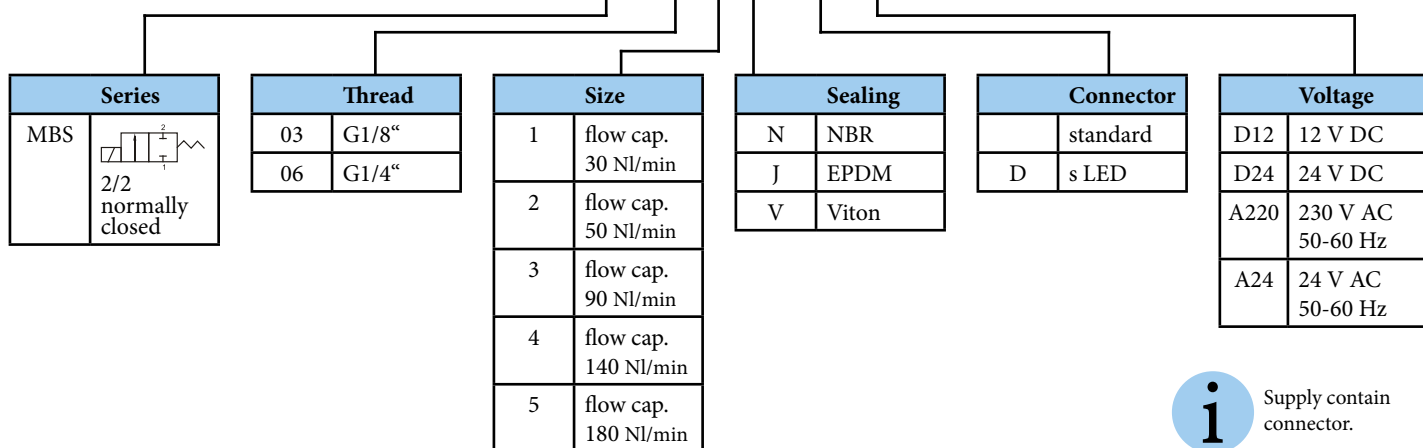 Series
MBS
2
1
2/2
normally
closed
Thread
03 G1/8“
06 G1/4“
Size
1 flow cap.
30 Nl/min
2 flow cap.
50 Nl/min
3 flow cap.
90 Nl/min
4 flow cap.
140 Nl/min
5 flow cap.
180 Nl/min
Sealing
N NBR
J EPDM
V Viton
Connector
standard
D s LED
Voltage
D12 12 V DC
D24 24 V DC
A220 230 V AC
50-60 Hz
A24 24 V AC
50-60 Hz
i
Supply contain
connector.